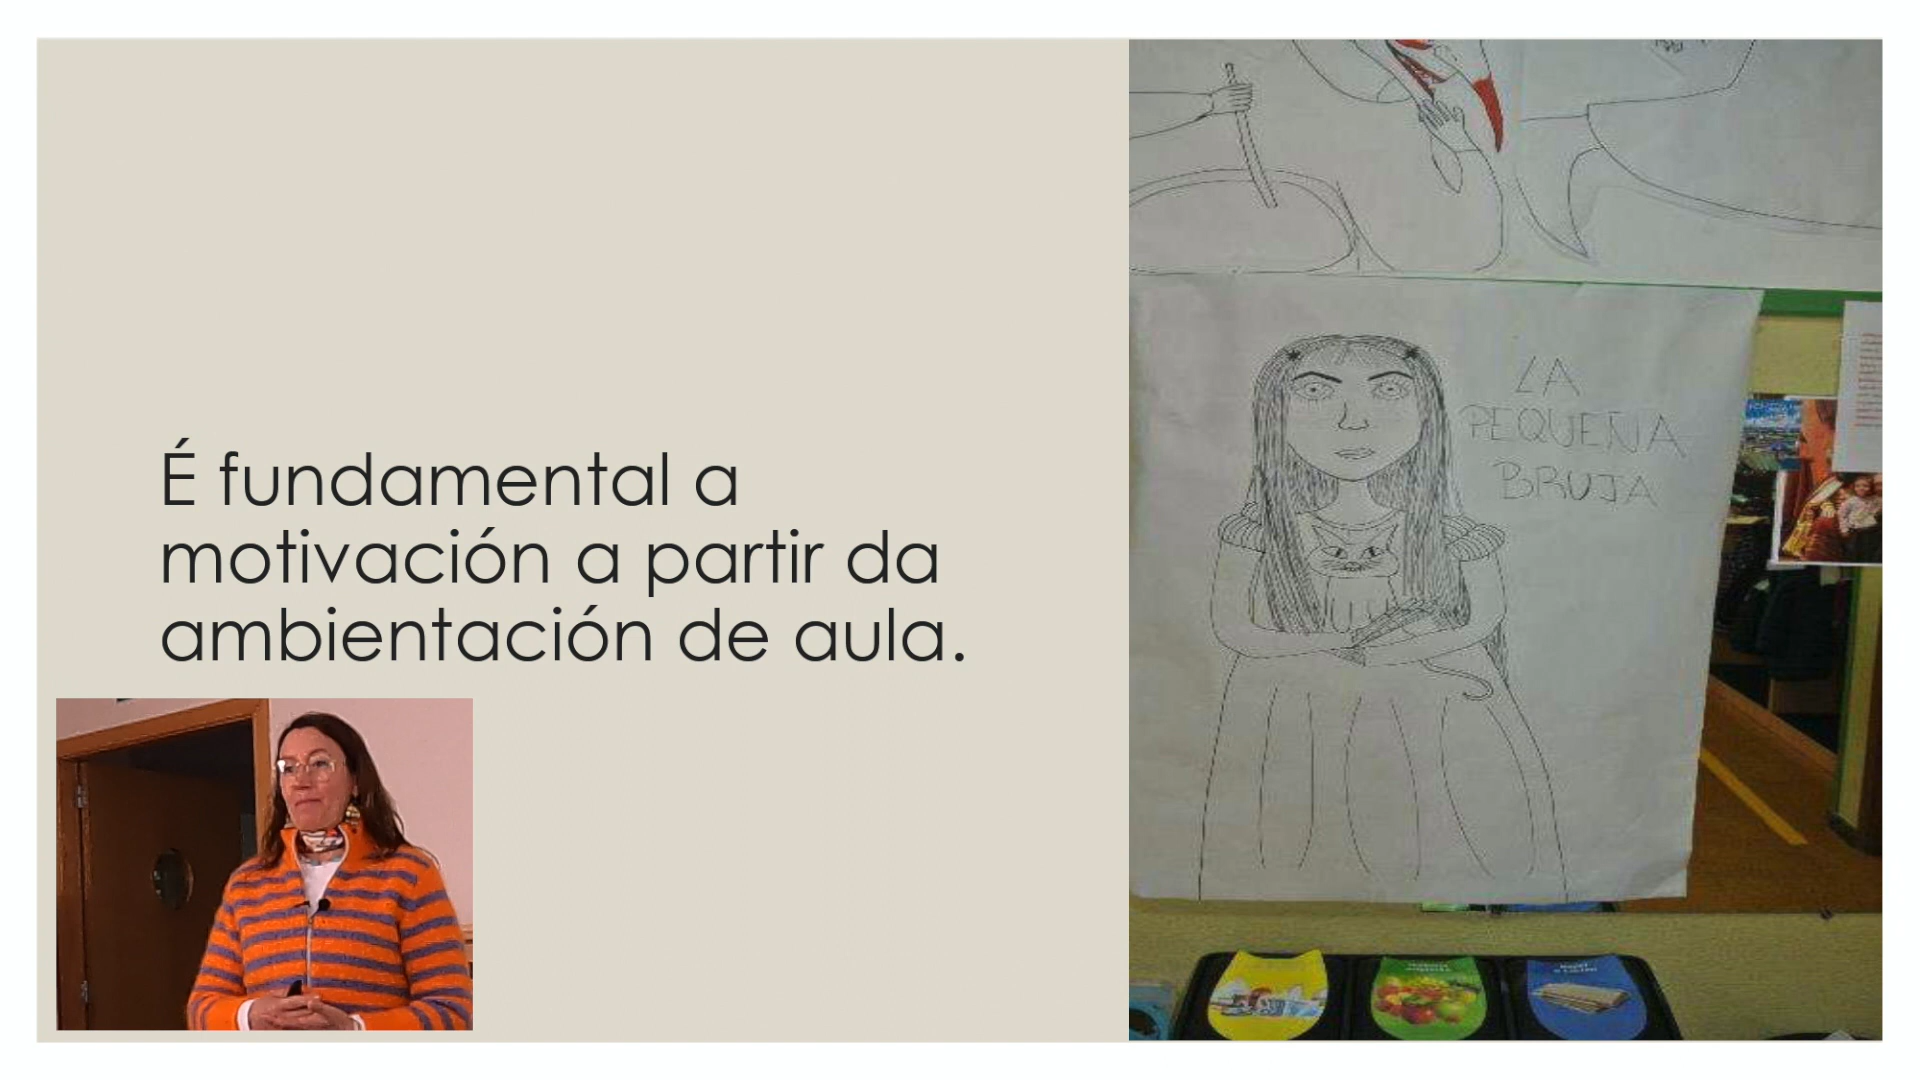 É fundamental a
motivación a partir da
ambientación de aula.
LA
PEQUEÑA
BRUJA